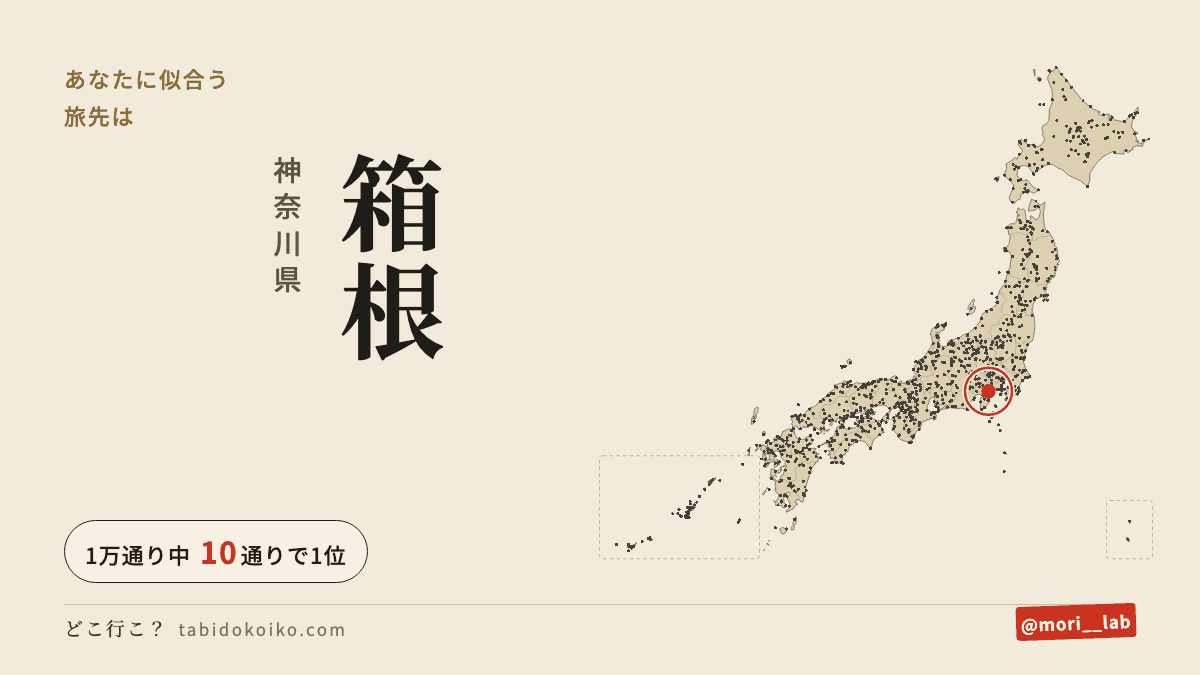 あなたに似合う
旅先は
箱根
神奈川県
1万通り中 10通りで1位
どこ行こ？ tabidokoiko.com
@mori__lab